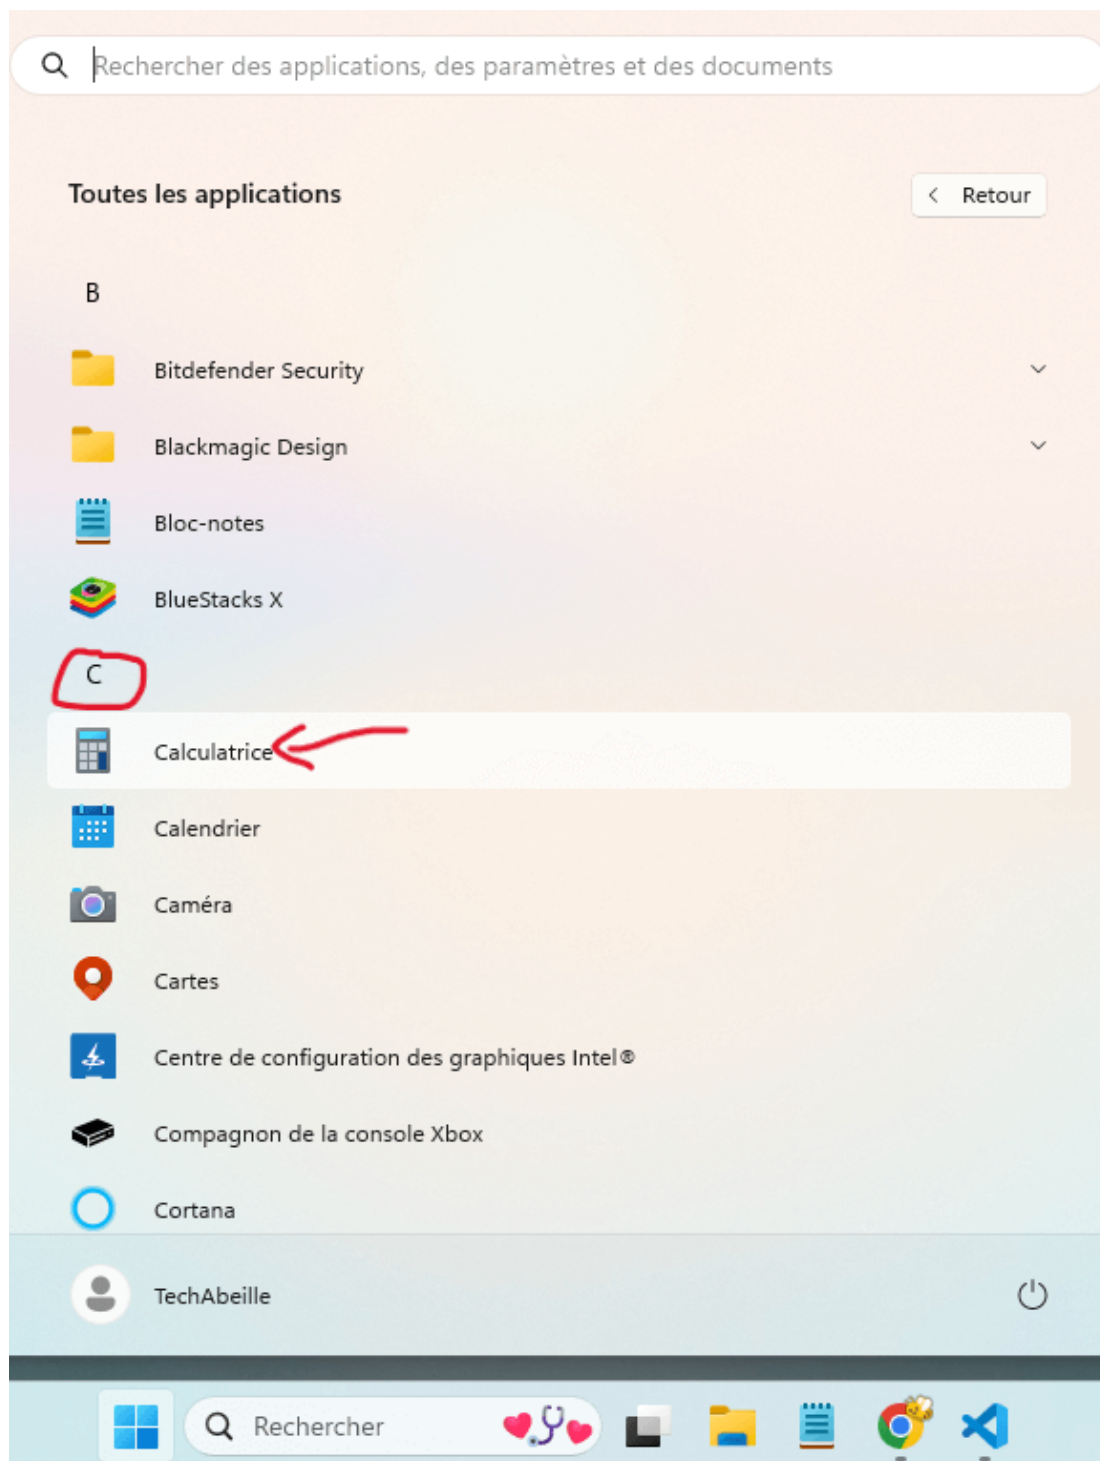 Rechercher des applications, des paramètres et des documents
Toutes les applications
Retour
B
Bitdefender Security
Blackmagic Design
Bloc-notes
BlueStacks X
C
Calculatrice
Calendrier
Caméra
Cartes
Centre de configuration des graphiques Intel®
Compagnon de la console Xbox
Cortana
TechAbeille
Rechercher